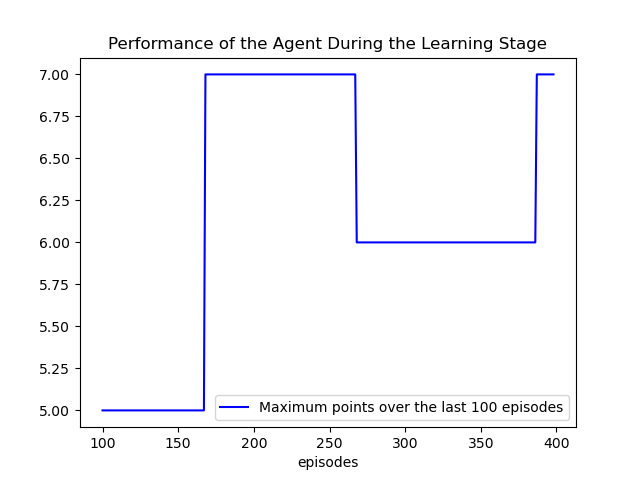 Performance of the Agent During the Learning Stage
7.00
6.75
6.50
6.25
6.00
5.75
5.50
5.25
5.00
Maximum points over the last 100 episodes
100 150 200 250 300 350 400
episodes